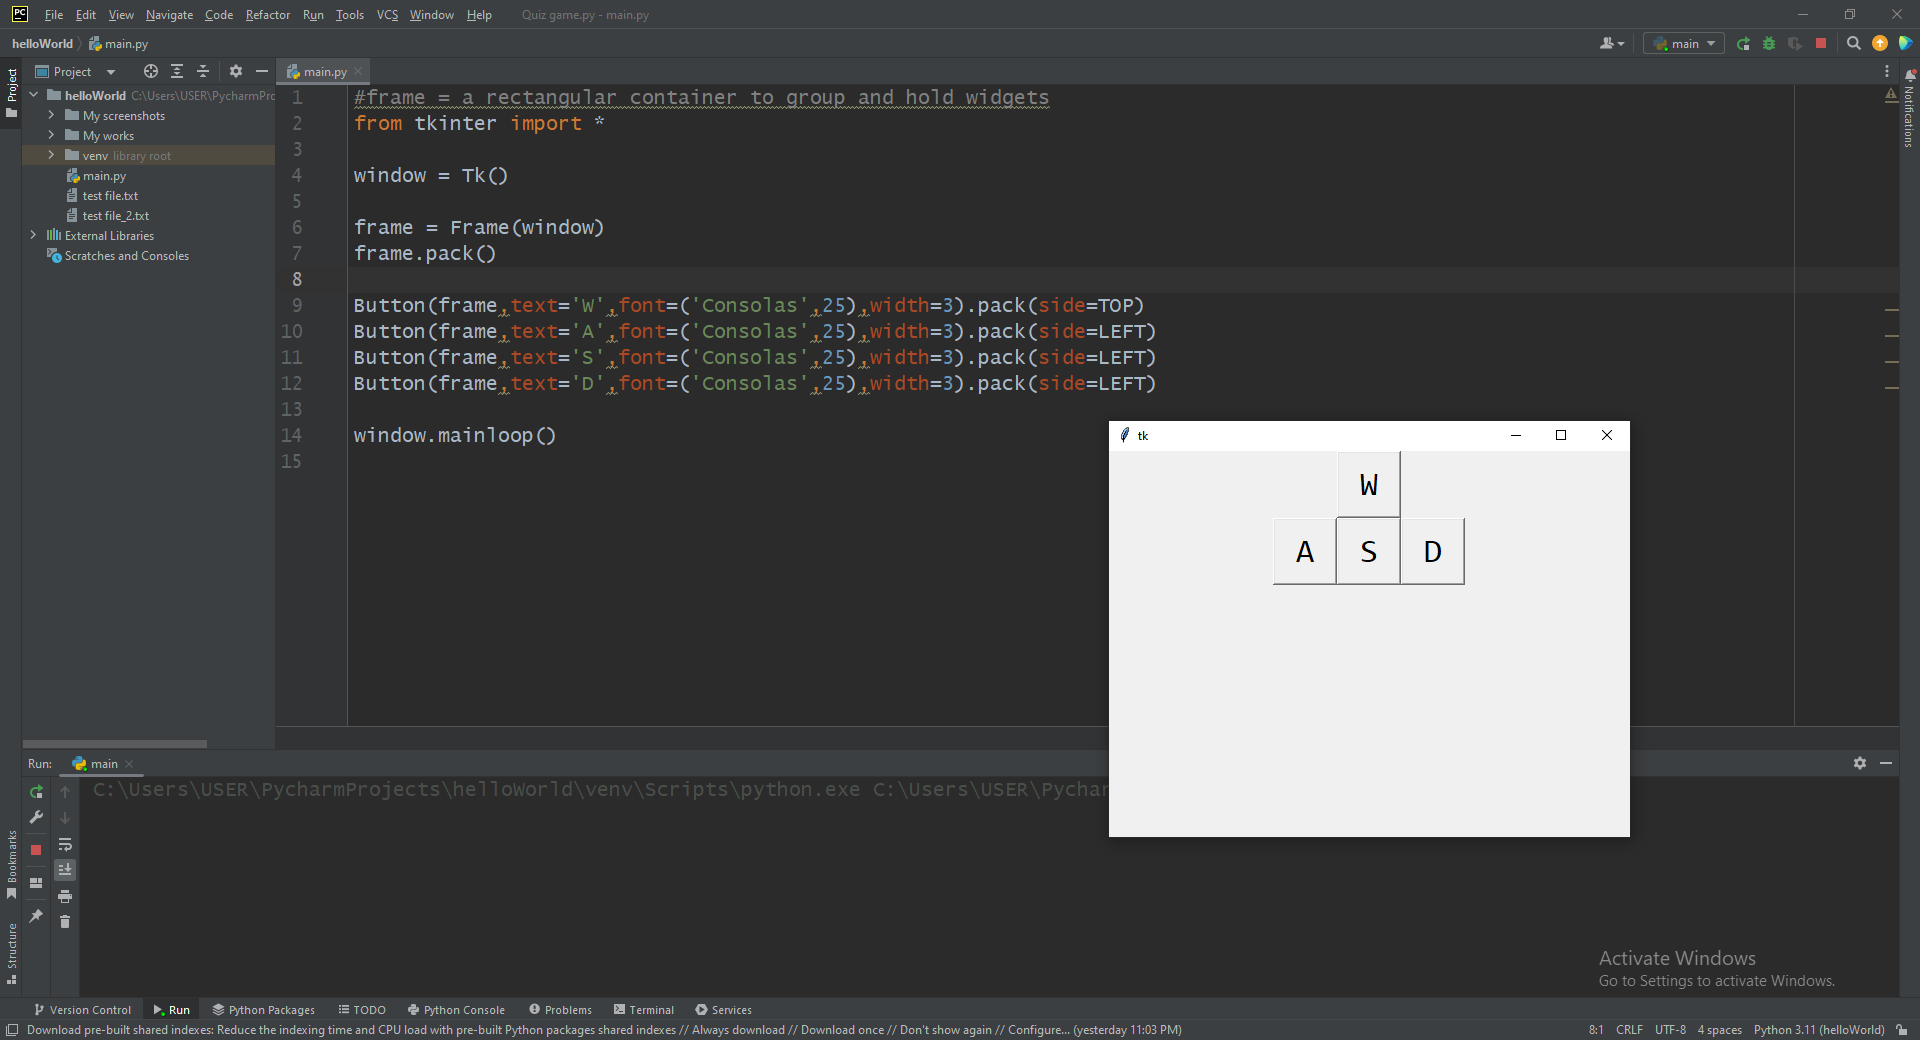 PC File Edit View Navigate Code Refactor Run Tools VCS Window Help Quiz game.py - main.py
helloWorld main.py main
Project main.py
Project
Notifications
helloWorld C:\Users\USER\PycharmPro
My screenshots
My works
venv library root
main.py
test file.txt
test file_2.txt
External Libraries
Scratches and Consoles
1 #frame = a rectangular container to group and hold widgets
2 from tkinter import *
3
4 window = Tk()
5
6 frame = Frame(window)
7 frame.pack()
8
9 Button(frame,text='W',font=('Consolas',25),width=3).pack(side=TOP)
10 Button(frame,text='A',font=('Consolas',25),width=3).pack(side=LEFT)
11 Button(frame,text='S',font=('Consolas',25),width=3).pack(side=LEFT)
12 Button(frame,text='D',font=('Consolas',25),width=3).pack(side=LEFT)
13
14 window.mainloop()
15
tk
W
A S D
Run: main
C:\Users\USER\PycharmProjects\helloWorld\venv\Scripts\python.exe C:\Users\USER\Pychar
Bookmarks
Structure
Activate Windows
Go to Settings to activate Windows.
Version Control Run Python Packages TODO Python Console Problems Terminal Services
Download pre-built shared indexes: Reduce the indexing time and CPU load with pre-built Python packages shared indexes // Always download // Download once // Don't show again // Configure... (yesterday 11:03 PM) 8:1 CRLF UTF-8 4 spaces Python 3.11 (helloWorld)